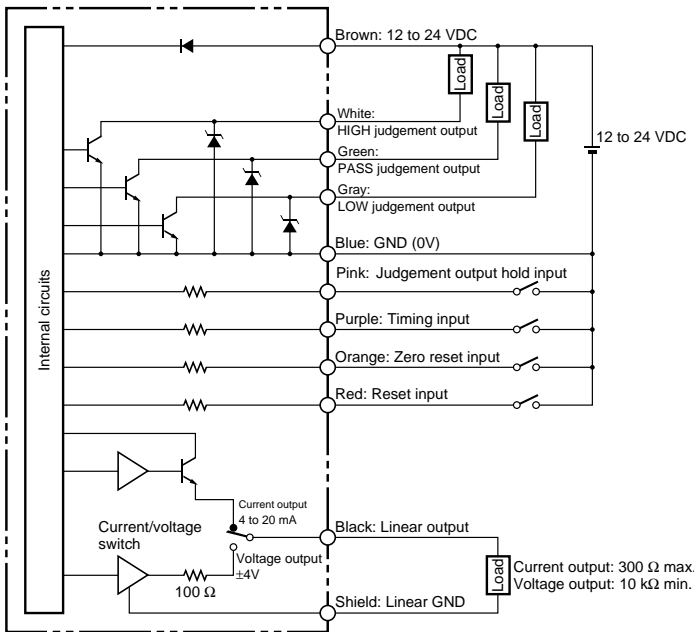 Brown: 12 to 24 VDC
Load
Load
Load
White:
HIGH judgement output
Green:
PASS judgement output
12 to 24 VDC
Gray:
LOW judgement output
Blue: GND (0V)
Pink: Judgement output hold input
Purple: Timing input
Orange: Zero reset input
Red: Reset input
Internal circuits
Current output
4 to 20 mA
Current/voltage
switch
Black: Linear output
Voltage output
±4V
100 Ω
Load
Current output: 300 Ω max.
Voltage output: 10 kΩ min.
Shield: Linear GND